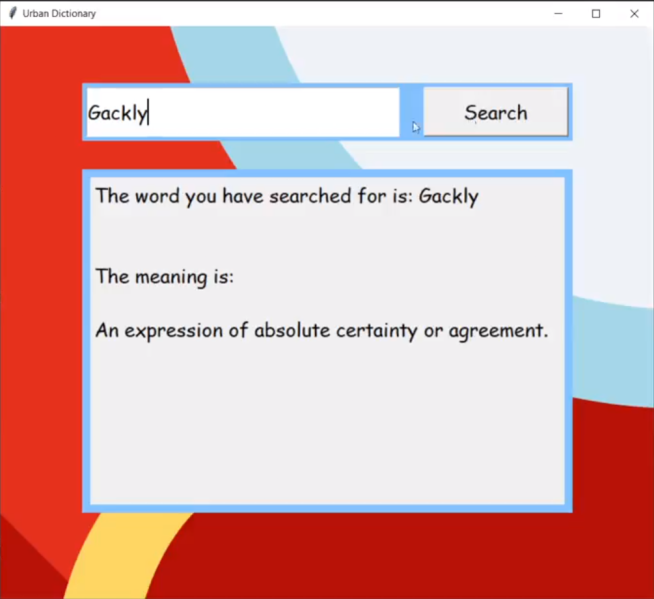 Urban Dictionary
Gackly
Search
The word you have searched for is: Gackly
The meaning is:
An expression of absolute certainty or agreement.